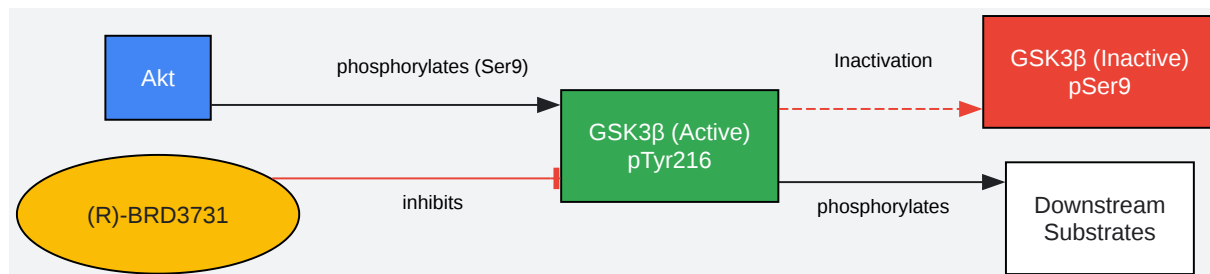 Akt
phosphorylates (Ser9)
Inactivation
GSK3β (Inactive)
pSer9
GSK3β (Active)
pTyr216
(R)-BRD3731
inhibits
phosphorylates
Downstream
Substrates